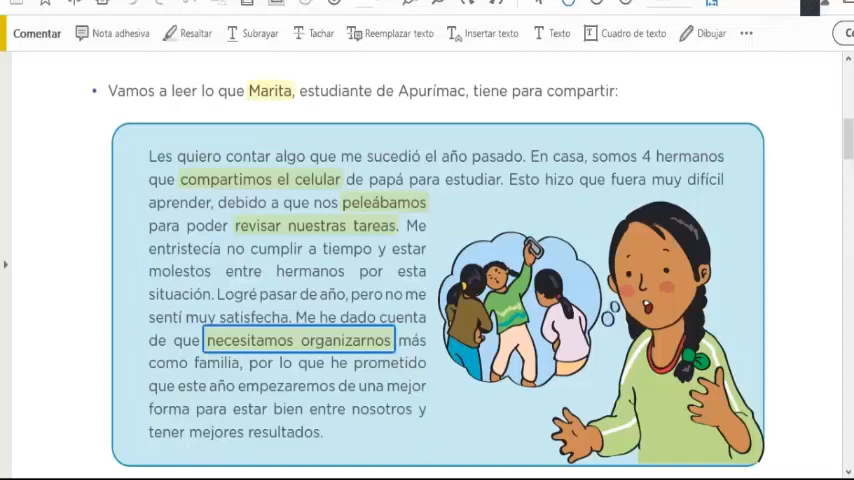 Comentar Nota adhesiva Resaltar Subrayar Tachar Reemplazar texto Insertar texto Texto Cuadro de texto Dibujar
• Vamos a leer lo que Marita, estudiante de Apurímac, tiene para compartir:
Les quiero contar algo que me sucedió el año pasado. En casa, somos 4 hermanos
que compartimos el celular de papá para estudiar. Esto hizo que fuera muy difícil
aprender, debido a que nos peleábamos
para poder revisar nuestras tareas. Me
entristecía no cumplir a tiempo y estar
molestos entre hermanos por esta
situación. Logré pasar de año, pero no me
sentí muy satisfecha. Me he dado cuenta
de que necesitamos organizarnos más
como familia, por lo que he prometido
que este año empezaremos de una mejor
forma para estar bien entre nosotros y
tener mejores resultados.